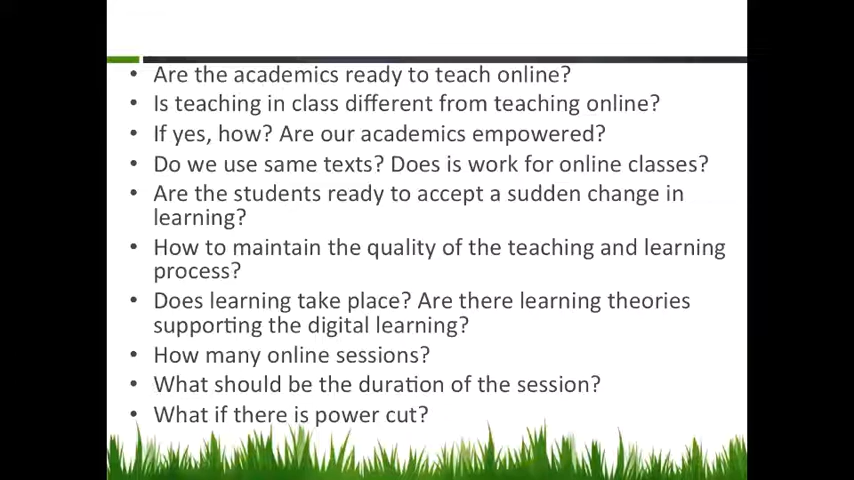 • Are the academics ready to teach online?
• Is teaching in class different from teaching online?
• If yes, how? Are our academics empowered?
• Do we use same texts? Does is work for online classes?
• Are the students ready to accept a sudden change in
learning?
• How to maintain the quality of the teaching and learning
process?
• Does learning take place? Are there learning theories
supporting the digital learning?
• How many online sessions?
• What should be the duration of the session?
• What if there is power cut?